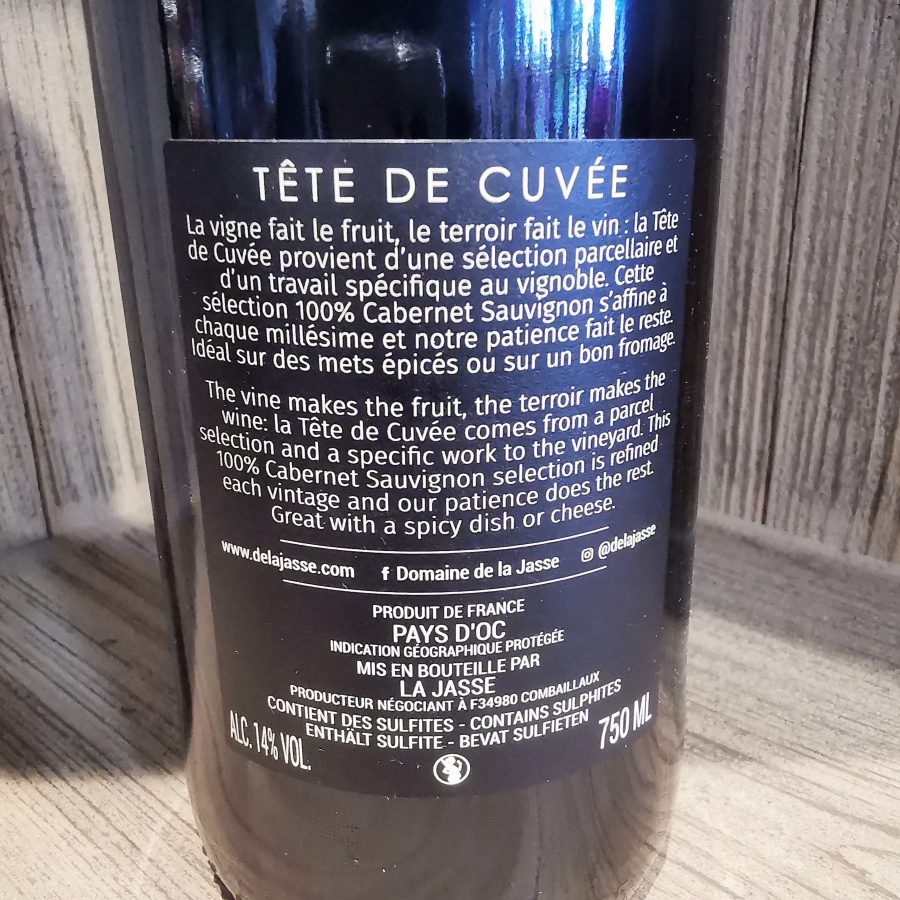 TÊTE DE CUVÉE
La vigne fait le fruit, le terroir fait le vin : la Tête
de Cuvée provient d'une sélection parcellaire et
d'un travail spécifique au vignoble. Cette
sélection 100% Cabernet Sauvignon s'affine à
chaque millésime et notre patience fait le reste.
Idéal sur des mets épicés ou sur un bon fromage.
The vine makes the fruit, the terroir makes the
wine: la Tête de Cuvée comes from a parcel
selection and a specific work to the vineyard. This
100% Cabernet Sauvignon selection is refined
each vintage and our patience does the rest.
Great with a spicy dish or cheese.
www.delajasse.com f Domaine de la Jasse @delajasse
PRODUIT DE FRANCE
PAYS D'OC
INDICATION GÉOGRAPHIQUE PROTÉGÉE
MIS EN BOUTEILLE PAR
LA JASSE
PRODUCTEUR NÉGOCIANT À F34980 COMBAILLAUX
CONTIENT DES SULFITES - CONTAINS SULPHITES
ENTHÄLT SULFITE - BEVAT SULFIETEN
ALC. 14% VOL.
750 ML